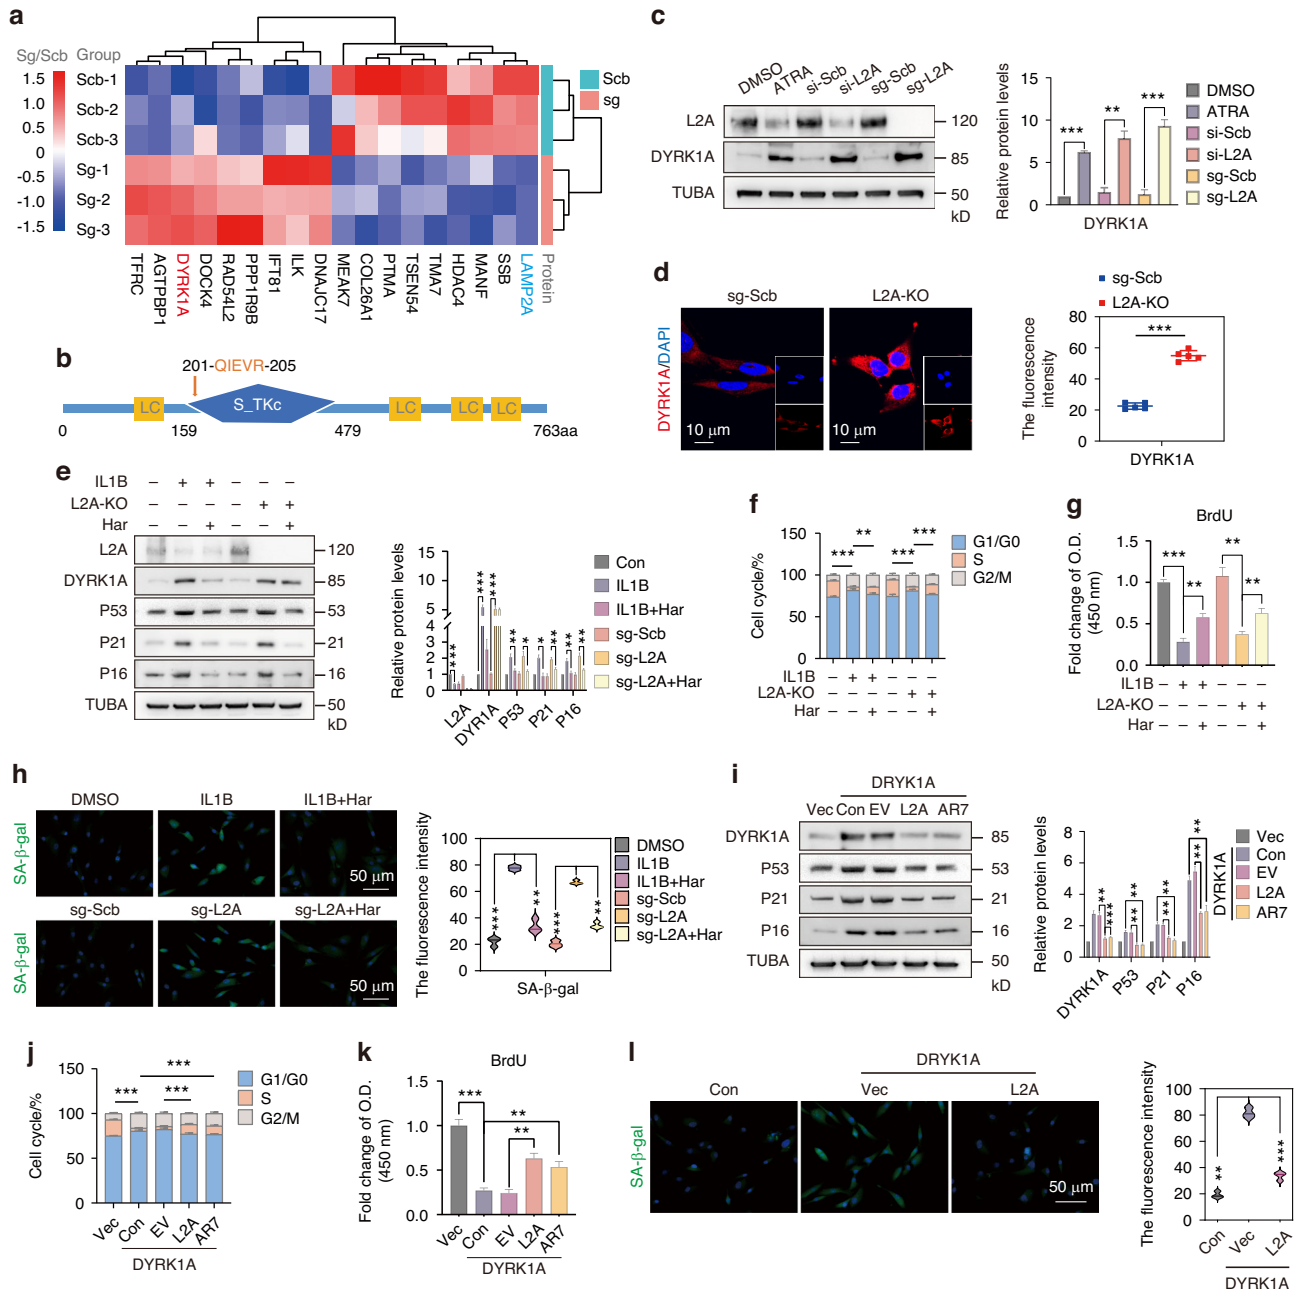 a
Sg/Scb Group
1.5
1.0
0.5
0
-0.5
-1.0
-1.5
Scb-1
Scb-2
Scb-3
Sg-1
Sg-2
Sg-3
Scb
sg
TFRC
AGTPBP1
DYRK1A
DOCK4
RAD54L2
PPP1R9B
IFT81
ILK
DNAJC17
MEAK7
COL26A1
PTMA
TSEN54
TMA7
HDAC4
MANF
SSB
LAMP2A
Protein
b
201-QIEVR-205
LC S_TKc LC LC LC
0 159 479 763aa
c
DMSO ATRA si-Scb si-L2A sg-Scb sg-L2A
L2A 120
DYRK1A 85
TUBA 50
kD
Relative protein levels
15
10
5
0
*** ** ***
DYRK1A
DMSO
ATRA
si-Scb
si-L2A
sg-Scb
sg-L2A
d
sg-Scb L2A-KO
DYRK1A/DAPI
10 μm 10 μm
sg-Scb
L2A-KO
The fluorescence intensity
80
60
40
20
0
***
DYRK1A
e
IL1B − + + − − −
L2A-KO − − − − + +
Har − − + − − +
L2A 120
DYRK1A 85
P53 53
P21 21
P16 16
TUBA 50
kD
Relative protein levels
15
10
5
4
3
2
1
0
*** *** *** ** ** * * ** ** **
L2A DYR1A P53 P21 P16
Con
IL1B
IL1B+Har
sg-Scb
sg-L2A
sg-L2A+Har
f
Cell cycle/%
150
100
50
0
*** ** *** ***
G1/G0
S
G2/M
IL1B − + + − − −
L2A-KO − − − − + +
Har − − + − − +
g
BrdU
Fold change of O.D.
(450 nm)
1.5
1.0
0.5
0.0
*** ** ** **
IL1B − + + − − −
L2A-KO − − − − + +
Har − − + − − +
h
DMSO IL1B IL1B+Har
SA-β-gal
50 μm
sg-Scb sg-L2A sg-L2A+Har
SA-β-gal
50 μm
The fluorescence intensity
100
80
60
40
20
0
*** ** *** **
SA-β-gal
DMSO
IL1B
IL1B+Har
sg-Scb
sg-L2A
sg-L2A+Har
i
DRYK1A
Vec Con EV L2A AR7
DYRK1A 85
P53 53
P21 21
P16 16
TUBA 50
kD
Relative protein levels
8
6
4
2
0
** *** ** ** ** ** ** **
DYRK1A P53 P21 P16
Vec
Con
EV
L2A
AR7
DYRK1A
j
Cell cycle/%
150
100
50
0
*** *** ***
G1/G0
S
G2/M
Vec Con EV L2A AR7
DYRK1A
k
BrdU
Fold change of O.D.
(450 nm)
1.5
1.0
0.5
0.0
*** ** **
Vec Con EV L2A AR7
DYRK1A
l
DRYK1A
Con Vec L2A
SA-β-gal
50 μm
The fluorescence intensity
100
80
60
40
20
0
** ***
Con Vec L2A
DYRK1A